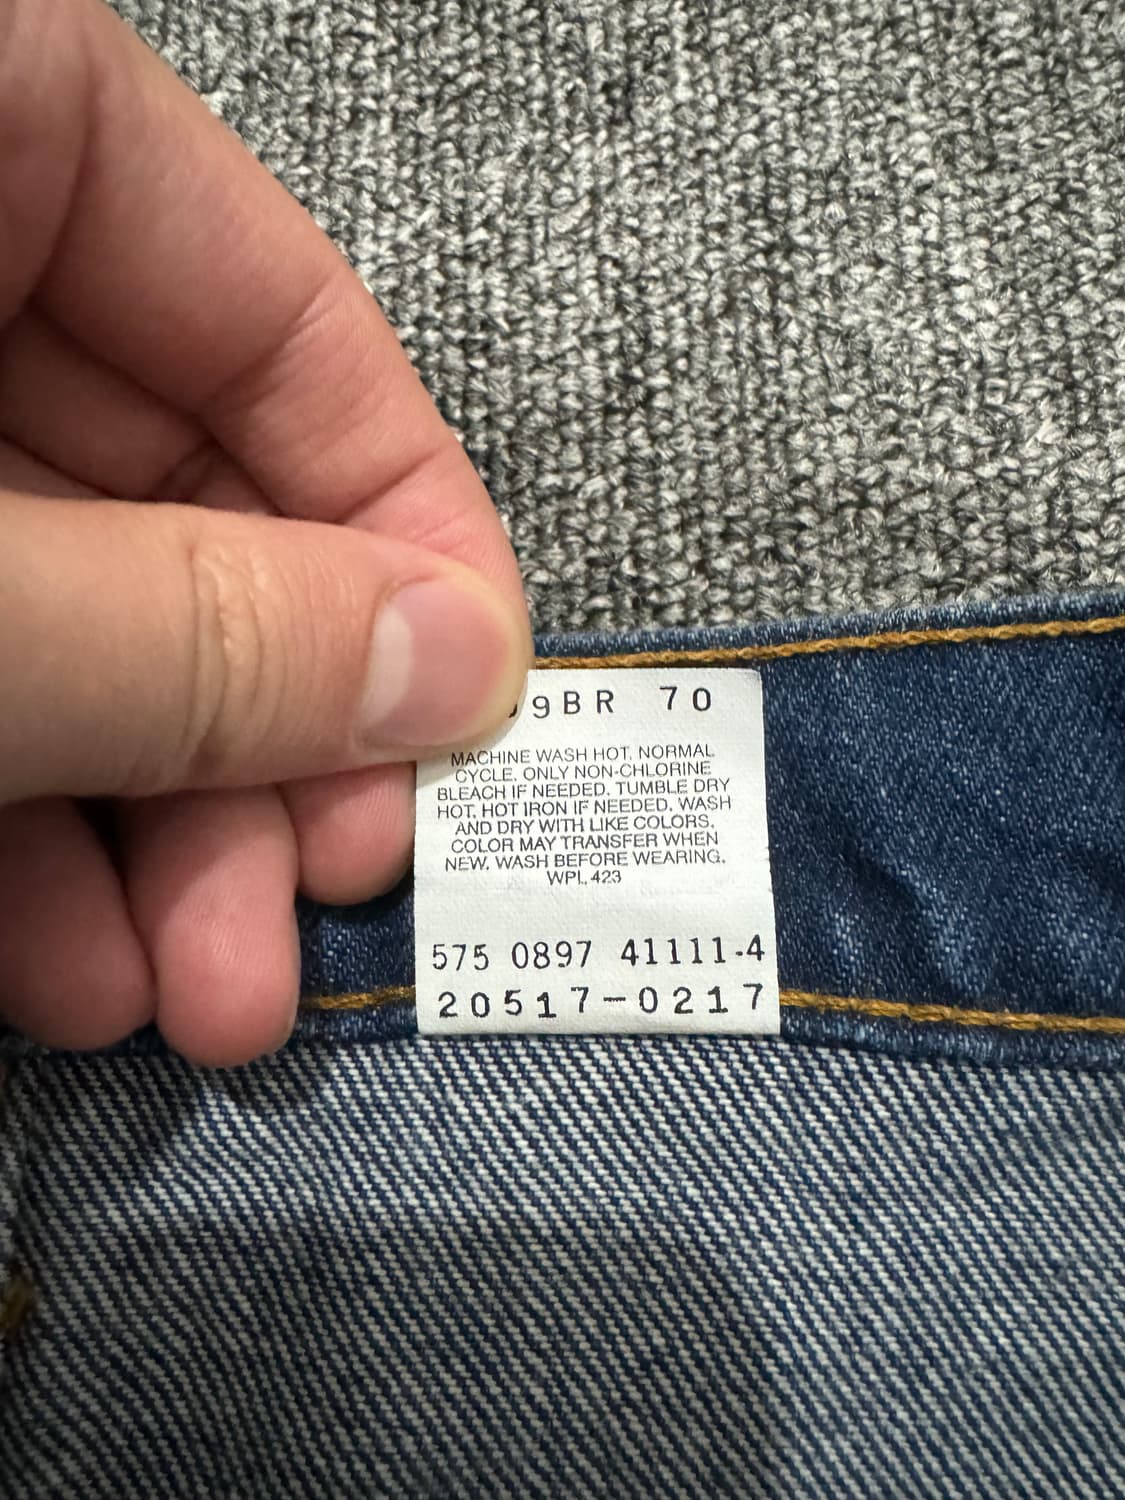 9BR 70
MACHINE WASH HOT, NORMAL
CYCLE, ONLY NON-CHLORINE
BLEACH IF NEEDED. TUMBLE DRY
HOT. HOT IRON IF NEEDED. WASH
AND DRY WITH LIKE COLORS.
COLOR MAY TRANSFER WHEN
NEW. WASH BEFORE WEARING.
WPL 423
575 0897 41111-4
20517-0217